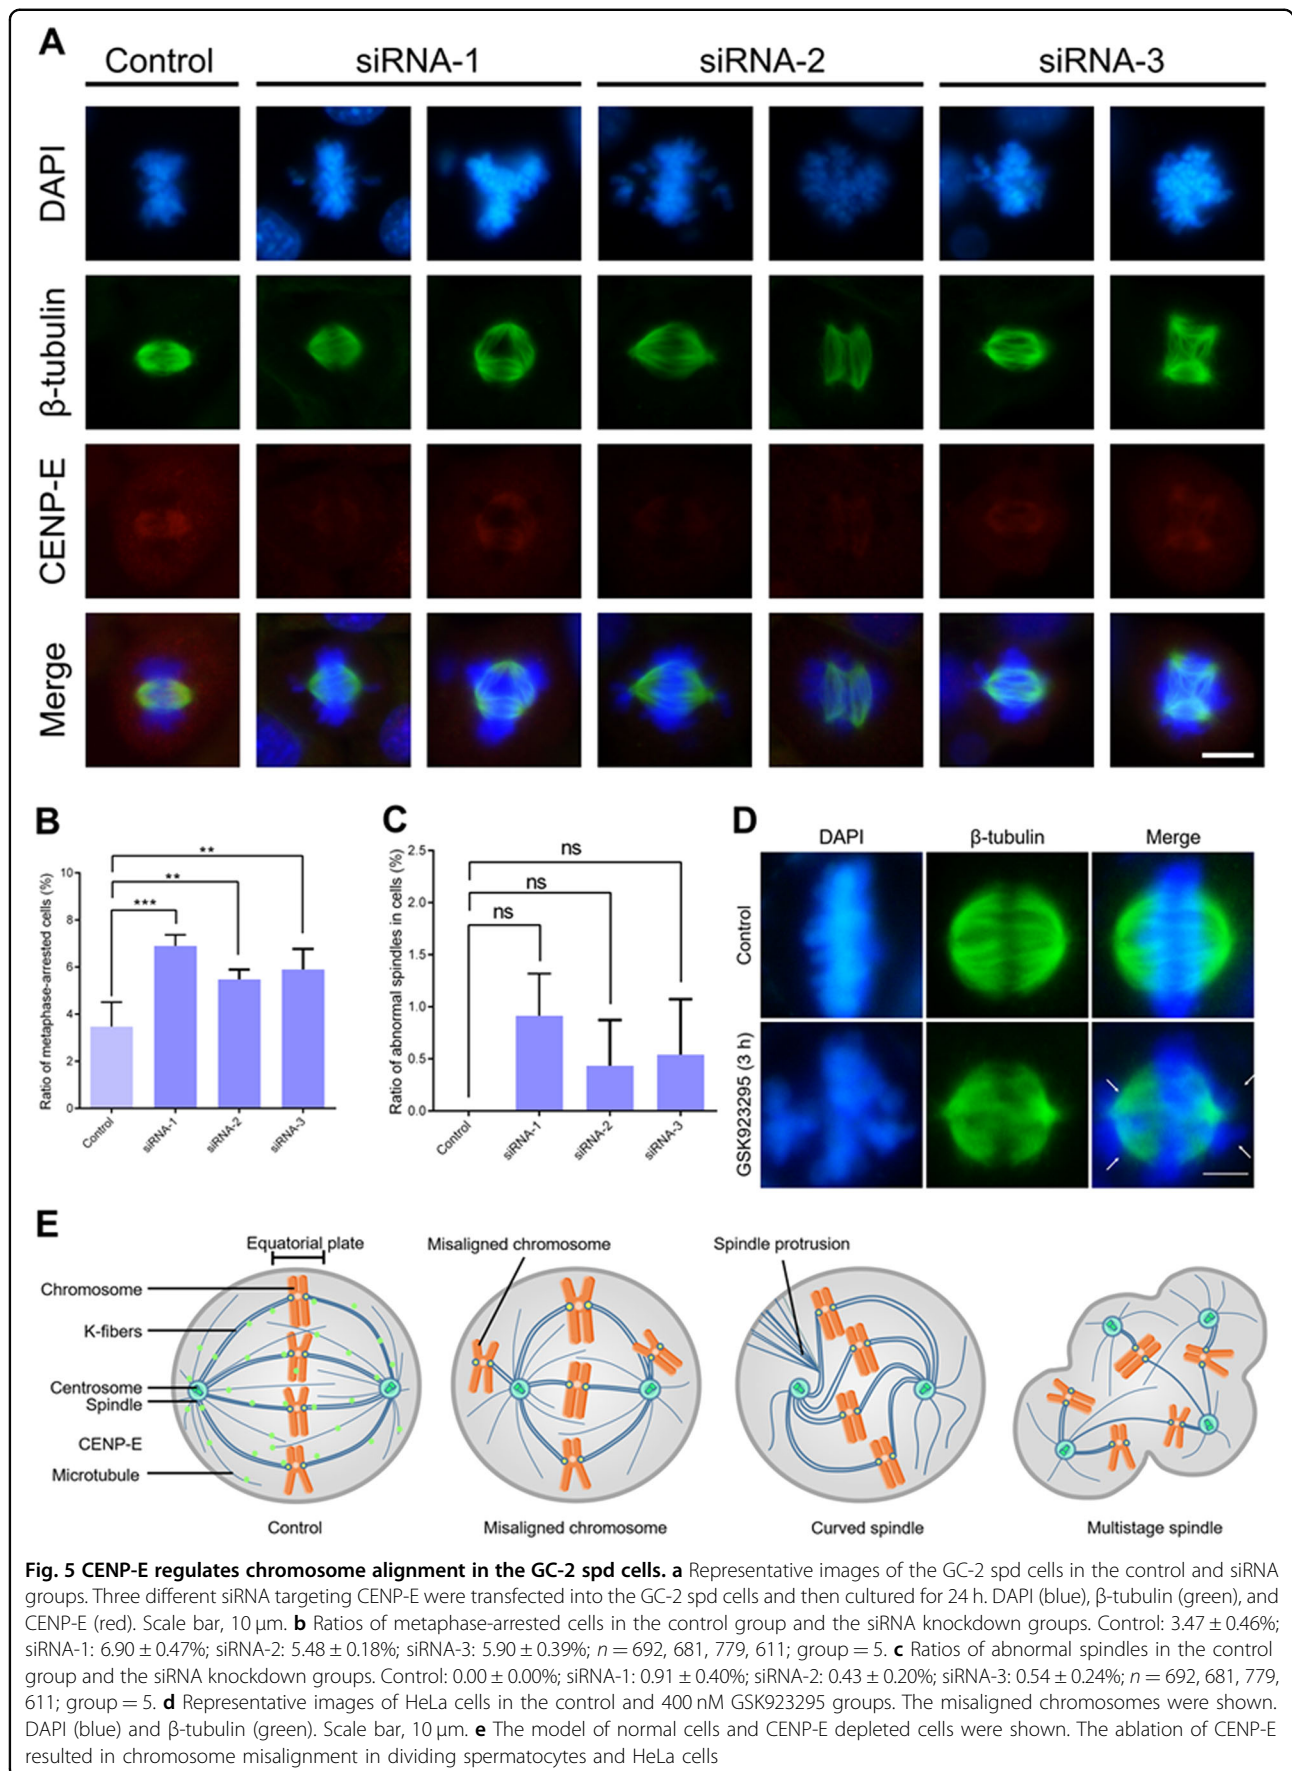 A
Control siRNA-1 siRNA-2 siRNA-3
DAPI
β-tubulin
CENP-E
Merge
B
Ratio of metaphase-arrested cells (%)
10
8
6
4
2
0
***
**
**
Control
siRNA-1
siRNA-2
siRNA-3
C
Ratio of abnormal spindles in cells (%)
2.5
2.0
1.5
1.0
0.5
0.0
ns
ns
ns
Control
siRNA-1
siRNA-2
siRNA-3
D
DAPI β-tubulin Merge
Control
GSK923295 (3 h)
E
Equatorial plate
Chromosome
K-fibers
Centrosome
Spindle
CENP-E
Microtubule
Control
Misaligned chromosome
Misaligned chromosome
Spindle protrusion
Curved spindle
Multistage spindle
Fig. 5 CENP-E regulates chromosome alignment in the GC-2 spd cells. a Representative images of the GC-2 spd cells in the control and siRNA
groups. Three different siRNA targeting CENP-E were transfected into the GC-2 spd cells and then cultured for 24 h. DAPI (blue), β-tubulin (green), and
CENP-E (red). Scale bar, 10 μm. b Ratios of metaphase-arrested cells in the control group and the siRNA knockdown groups. Control: 3.47 ± 0.46%;
siRNA-1: 6.90 ± 0.47%; siRNA-2: 5.48 ± 0.18%; siRNA-3: 5.90 ± 0.39%; n = 692, 681, 779, 611; group = 5. c Ratios of abnormal spindles in the control
group and the siRNA knockdown groups. Control: 0.00 ± 0.00%; siRNA-1: 0.91 ± 0.40%; siRNA-2: 0.43 ± 0.20%; siRNA-3: 0.54 ± 0.24%; n = 692, 681, 779,
611; group = 5. d Representative images of HeLa cells in the control and 400 nM GSK923295 groups. The misaligned chromosomes were shown.
DAPI (blue) and β-tubulin (green). Scale bar, 10 μm. e The model of normal cells and CENP-E depleted cells were shown. The ablation of CENP-E
resulted in chromosome misalignment in dividing spermatocytes and HeLa cells